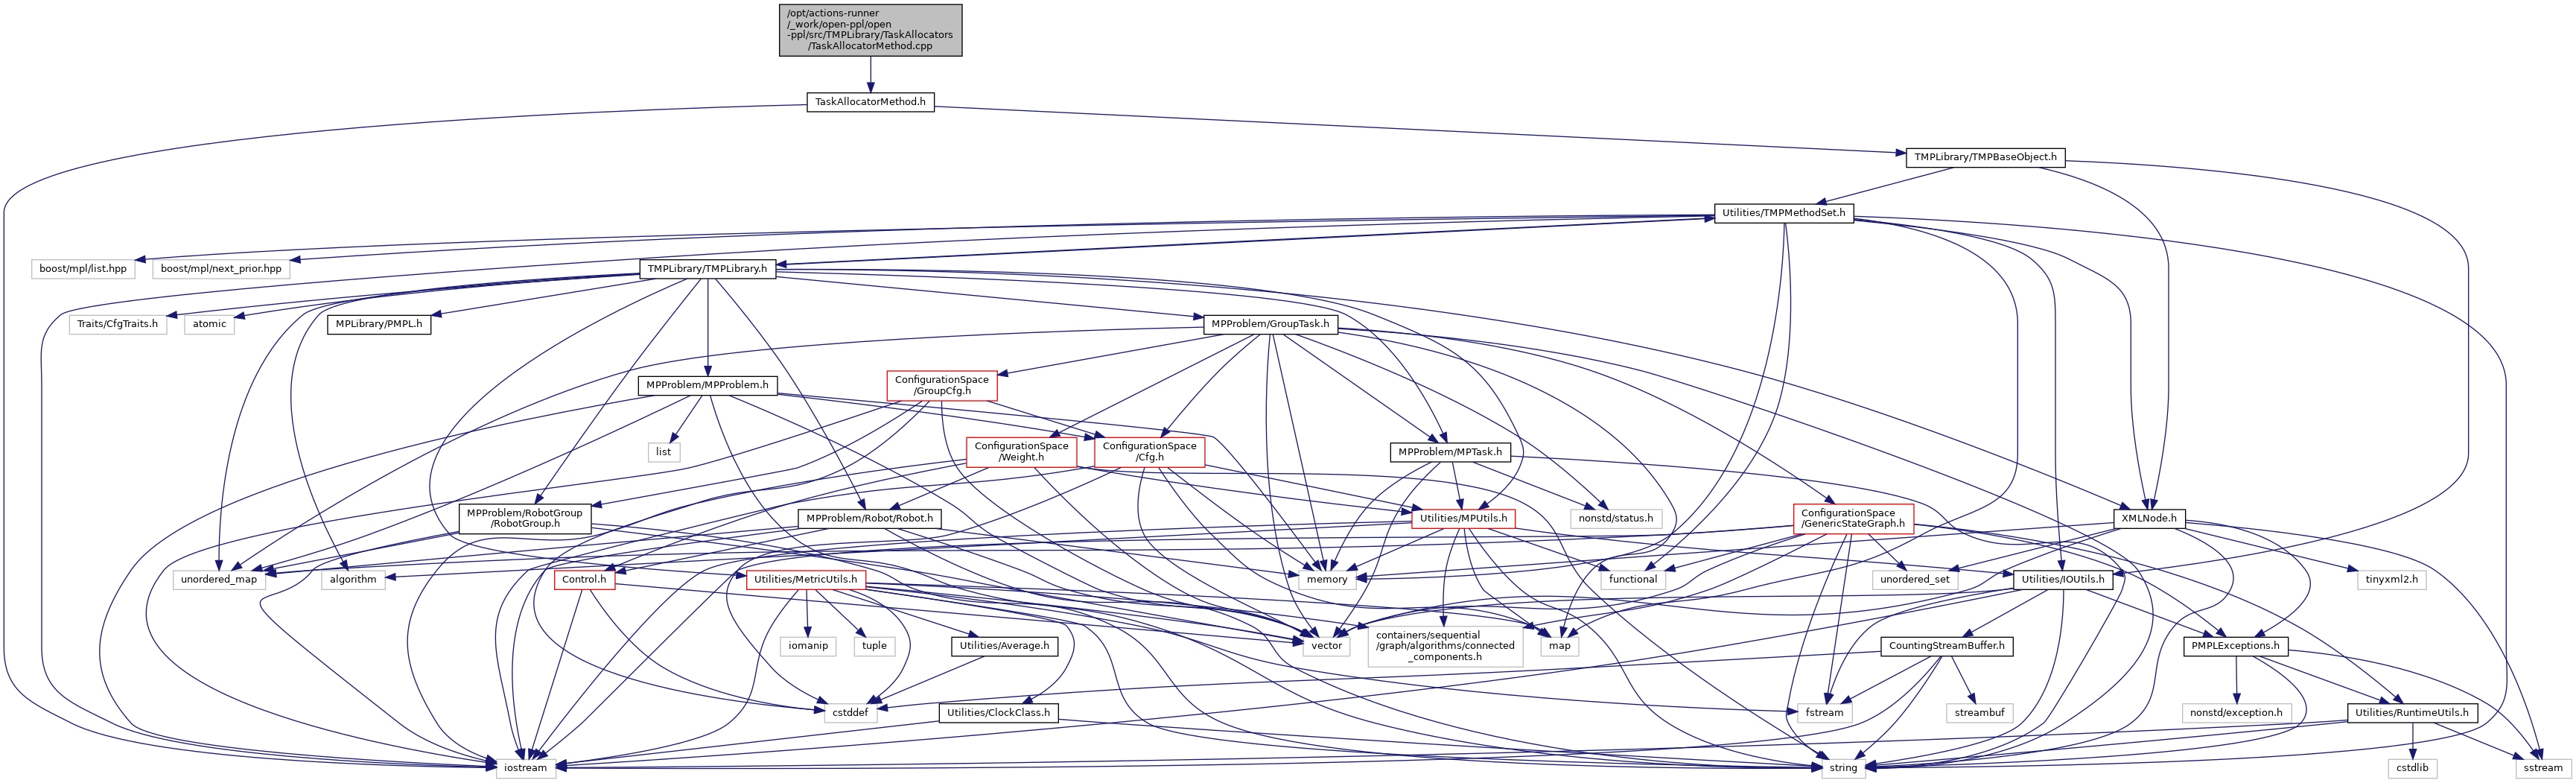 /opt/actions-runner
/_work/open-ppl/open
-ppl/src/TMPLibrary/TaskAllocators
/TaskAllocatorMethod.cpp
TaskAllocatorMethod.h
TMPLibrary/TMPBaseObject.h
Utilities/TMPMethodSet.h
boost/mpl/list.hpp
boost/mpl/next_prior.hpp
TMPLibrary/TMPLibrary.h
Traits/CfgTraits.h
atomic
MPLibrary/PMPL.h
MPProblem/GroupTask.h
MPProblem/MPProblem.h
ConfigurationSpace
/GroupCfg.h
list
ConfigurationSpace
/Weight.h
ConfigurationSpace
/Cfg.h
MPProblem/MPTask.h
MPProblem/RobotGroup
/RobotGroup.h
MPProblem/Robot/Robot.h
Utilities/MPUtils.h
nonstd/status.h
ConfigurationSpace
/GenericStateGraph.h
XMLNode.h
unordered_map
algorithm
Control.h
Utilities/MetricUtils.h
memory
functional
unordered_set
Utilities/IOUtils.h
tinyxml2.h
iomanip
tuple
Utilities/Average.h
vector
containers/sequential
/graph/algorithms/connected
_components.h
map
CountingStreamBuffer.h
PMPLExceptions.h
cstddef
Utilities/ClockClass.h
fstream
streambuf
nonstd/exception.h
Utilities/RuntimeUtils.h
iostream
string
cstdlib
sstream